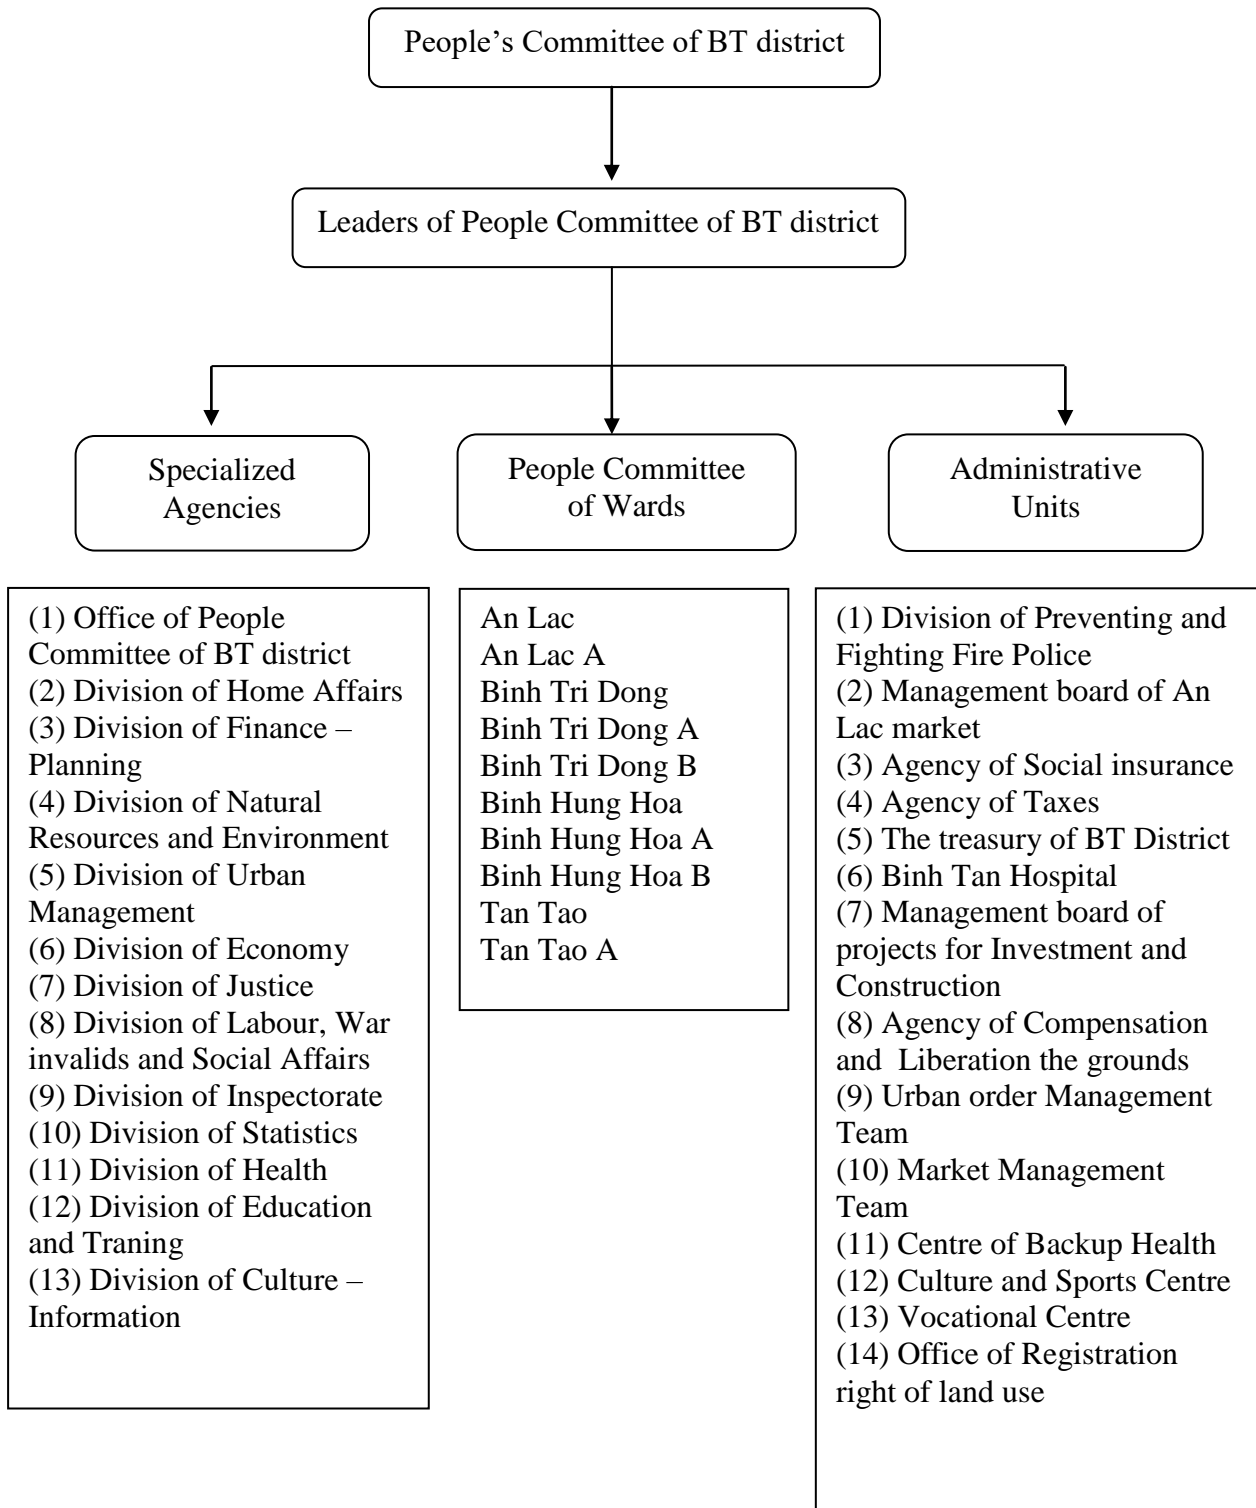 People’s Committee of BT district
Leaders of People Committee of BT district
Specialized
Agencies
People Committee
of Wards
Administrative
Units
(1) Office of People
Committee of BT district
(2) Division of Home Affairs
(3) Division of Finance –
Planning
(4) Division of Natural
Resources and Environment
(5) Division of Urban
Management
(6) Division of Economy
(7) Division of Justice
(8) Division of Labour, War
invalids and Social Affairs
(9) Division of Inspectorate
(10) Division of Statistics
(11) Division of Health
(12) Division of Education
and Traning
(13) Division of Culture –
Information
An Lac
An Lac A
Binh Tri Dong
Binh Tri Dong A
Binh Tri Dong B
Binh Hung Hoa
Binh Hung Hoa A
Binh Hung Hoa B
Tan Tao
Tan Tao A
(1) Division of Preventing and
Fighting Fire Police
(2) Management board of An
Lac market
(3) Agency of Social insurance
(4) Agency of Taxes
(5) The treasury of BT District
(6) Binh Tan Hospital
(7) Management board of
projects for Investment and
Construction
(8) Agency of Compensation
and Liberation the grounds
(9) Urban order Management
Team
(10) Market Management
Team
(11) Centre of Backup Health
(12) Culture and Sports Centre
(13) Vocational Centre
(14) Office of Registration
right of land use